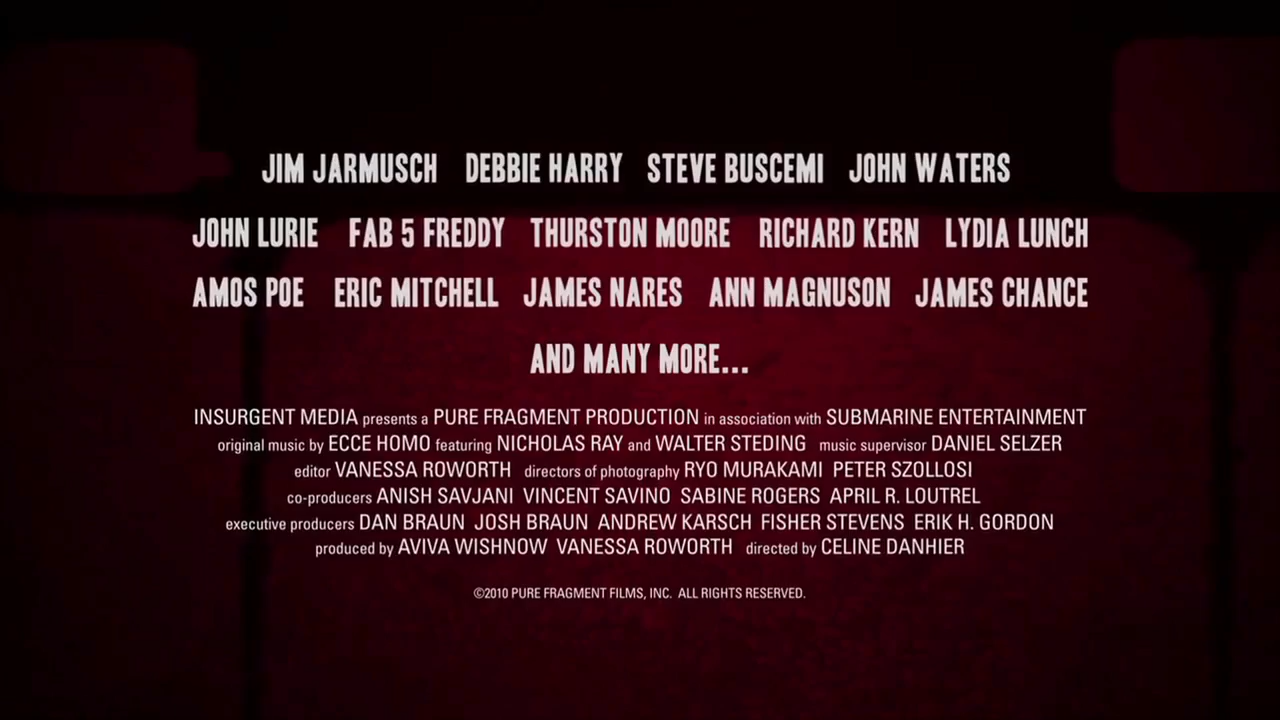 JIM JARMUSCH DEBBIE HARRY STEVE BUSCEMI JOHN WATERS
JOHN LURIE FAB 5 FREDDY THURSTON MOORE RICHARD KERN LYDIA LUNCH
AMOS POE ERIC MITCHELL JAMES NARES ANN MAGNUSON JAMES CHANCE
AND MANY MORE...
INSURGENT MEDIA presents a PURE FRAGMENT PRODUCTION in association with SUBMARINE ENTERTAINMENT
original music by ECCE HOMO featuring NICHOLAS RAY and WALTER STEDING music supervisor DANIEL SELZER
editor VANESSA ROWORTH directors of photography RYO MURAKAMI PETER SZOLLOSI
co-producers ANISH SAVJANI VINCENT SAVINO SABINE ROGERS APRIL R. LOUTREL
executive producers DAN BRAUN JOSH BRAUN ANDREW KARSCH FISHER STEVENS ERIK H. GORDON
produced by AVIVA WISHNOW VANESSA ROWORTH directed by CELINE DANHIER
©2010 PURE FRAGMENT FILMS, INC. ALL RIGHTS RESERVED.